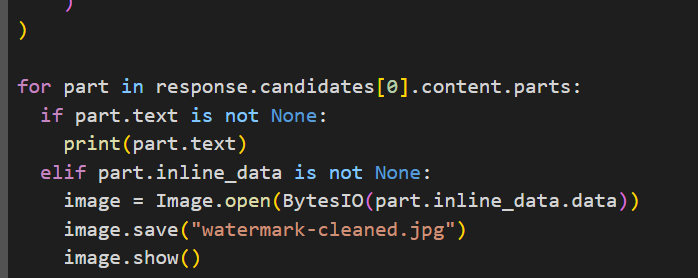 )
)
for part in response.candidates[0].content.parts:
if part.text is not None:
print(part.text)
elif part.inline_data is not None:
image = Image.open(BytesIO(part.inline_data.data))
image.save("watermark-cleaned.jpg")
image.show()